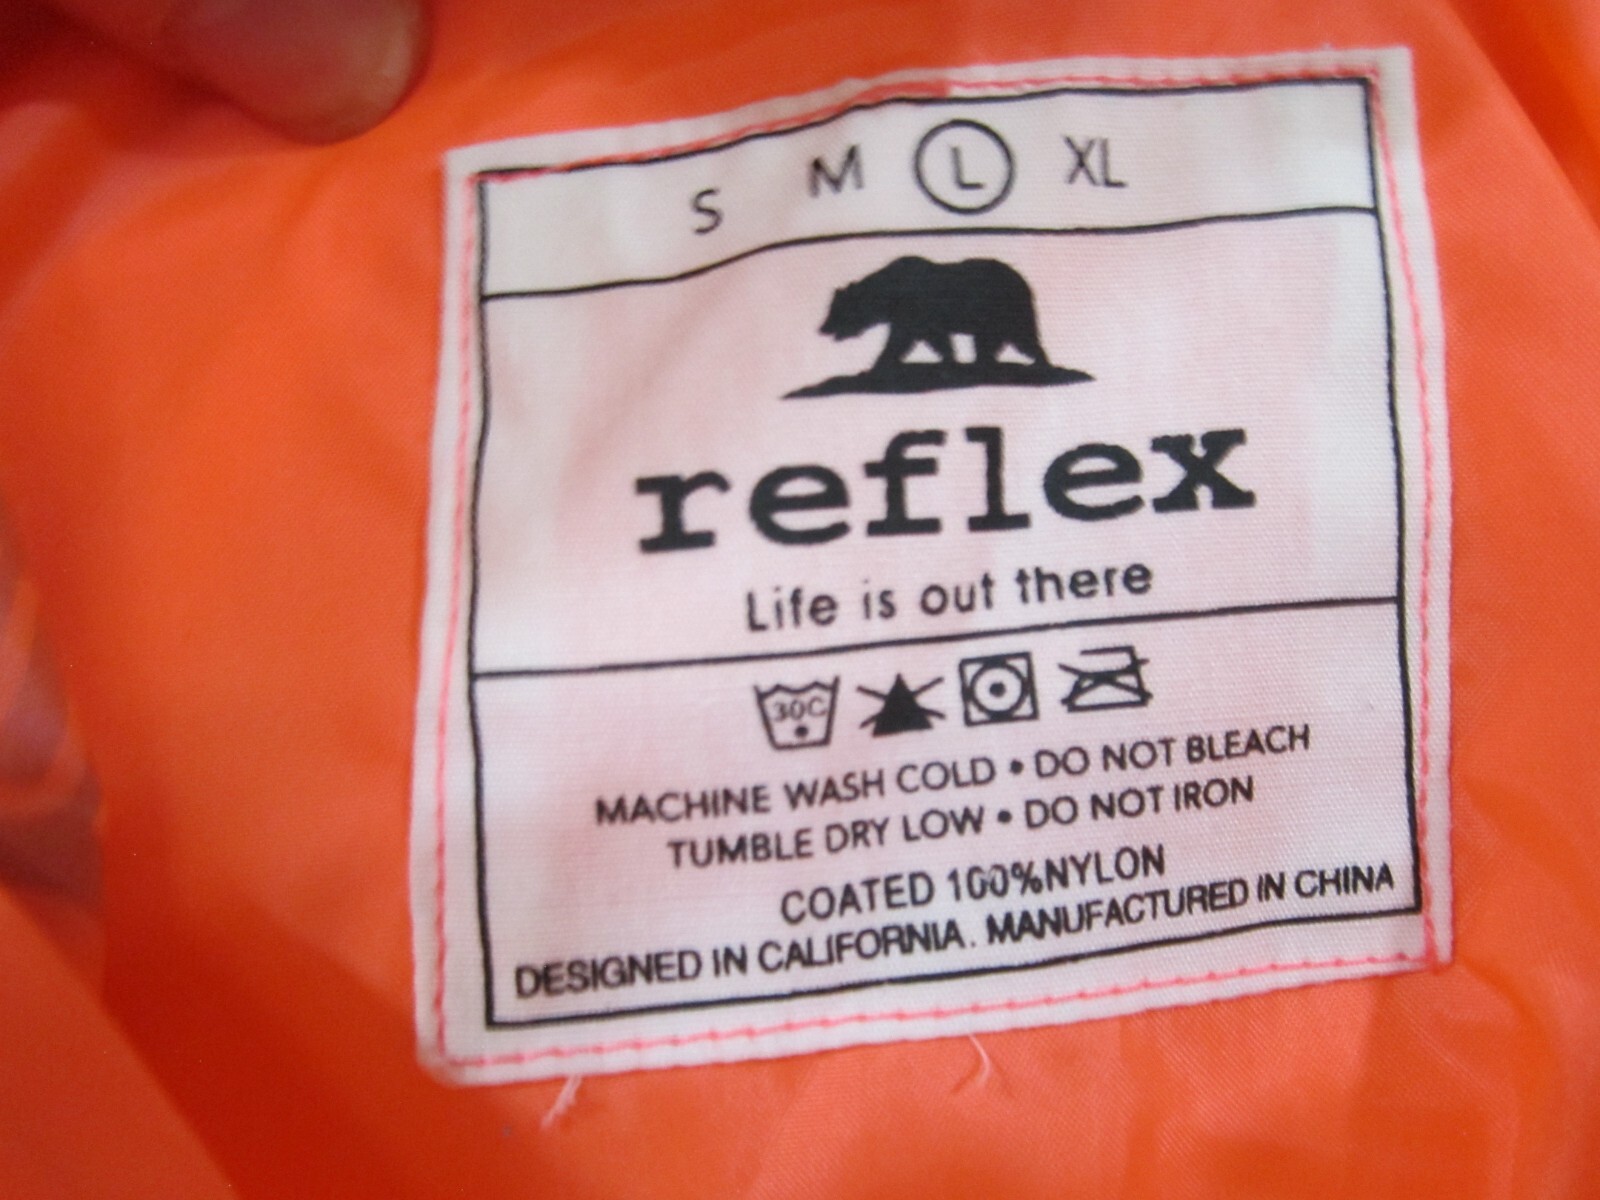 S M L XL
reflex
Life is out there
30C
MACHINE WASH COLD • DO NOT BLEACH
TUMBLE DRY LOW • DO NOT IRON
COATED 100%NYLON
DESIGNED IN CALIFORNIA. MANUFACTURED IN CHINA